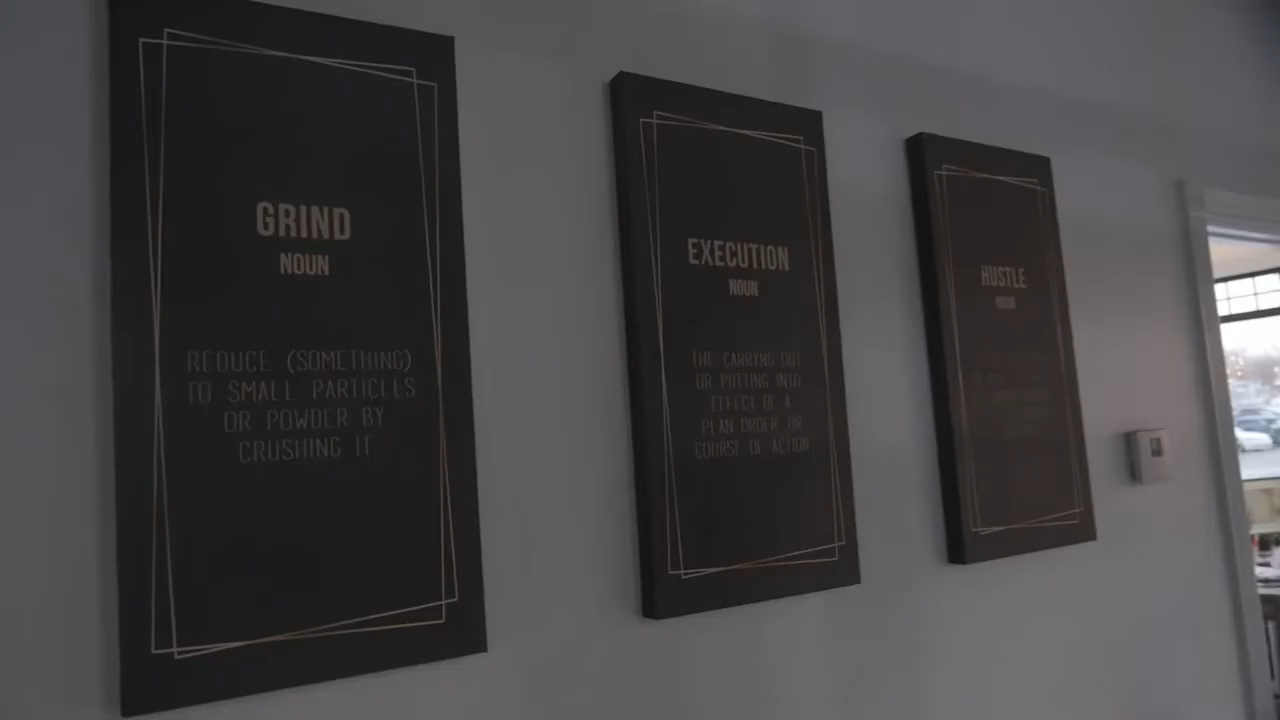 GRIND
NOUN
REDUCE (SOMETHING)
TO SMALL PARTICLES
OR POWDER BY
CRUSHING IT
EXECUTION
NOUN
THE CARRYNG OUT
OR PUTTING INTO
EFFECT OF A
PLAN ORDER OR
COURSE OF ACTION
HUSTLE